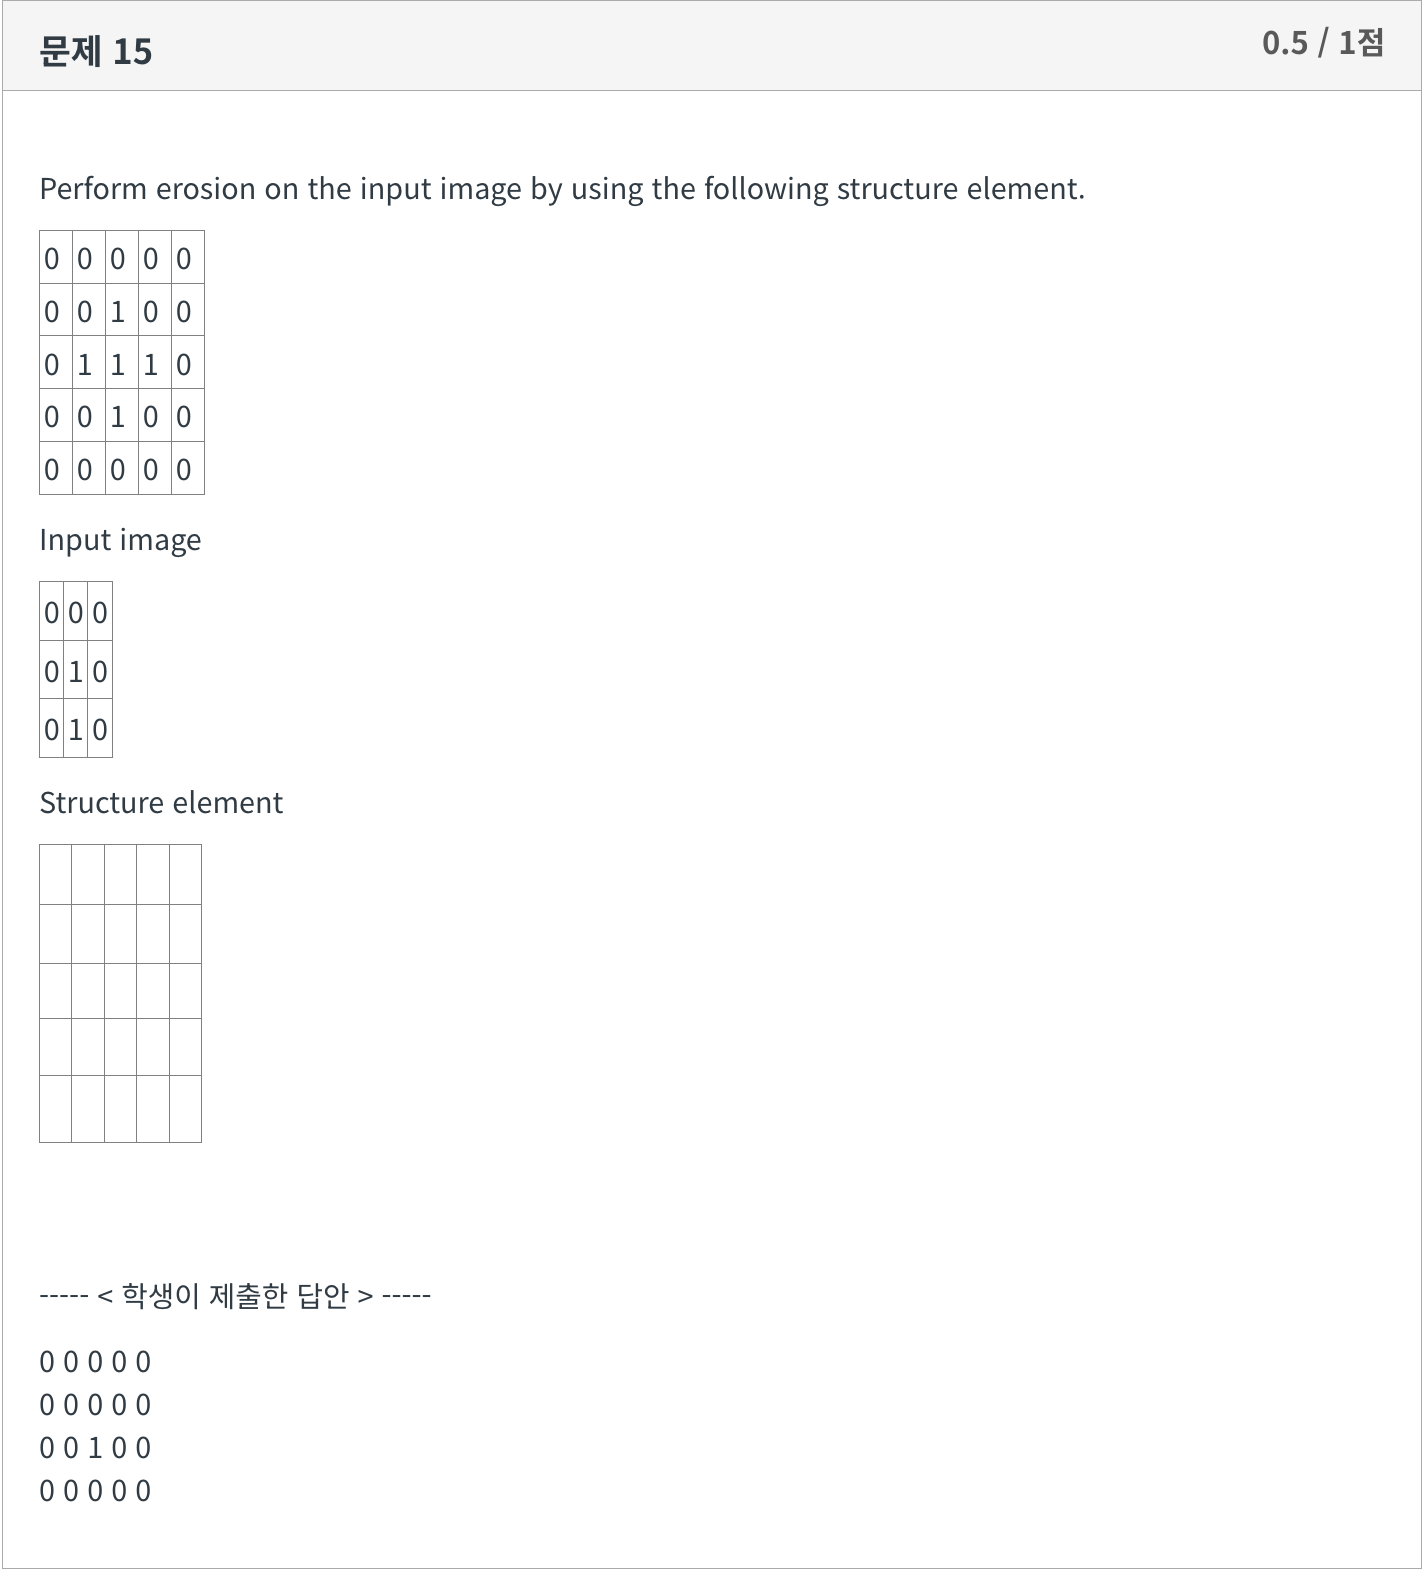 문제 15
0.5 / 1점
Perform erosion on the input image by using the following structure element.
0 0 0 0 0
0 0 1 0 0
0 1 1 1 0
0 0 1 0 0
0 0 0 0 0
Input image
0 0 0
0 1 0
0 1 0
Structure element
----- < 학생이 제출한 답안 > -----
0 0 0 0 0
0 0 0 0 0
0 0 1 0 0
0 0 0 0 0